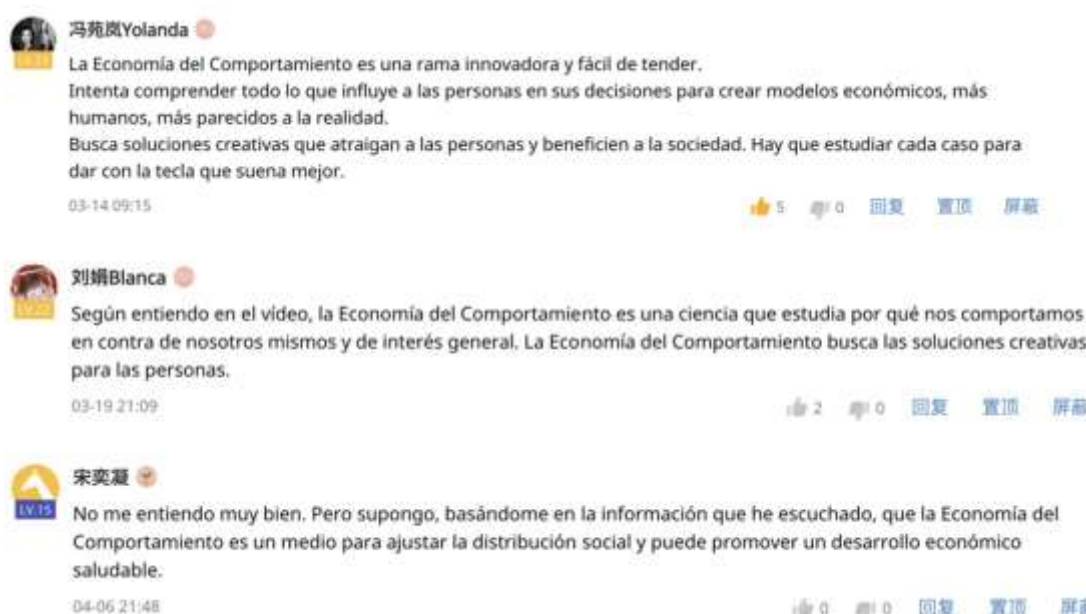 冯苑岚Yolanda
La Economía del Comportamiento es una rama innovadora y fácil de tender.
Intenta comprender todo lo que influye a las personas en sus decisiones para crear modelos económicos, más
humanos, más parecidos a la realidad.
Busca soluciones creativas que atraigan a las personas y beneficien a la sociedad. Hay que estudiar cada caso para
dar con la tecla que suena mejor.
03-14 09:15 5 0 回复 置顶 屏蔽
刘娟Blanca
LV.22
Según entiendo en el vídeo, la Economía del Comportamiento es una ciencia que estudia por qué nos comportamos
en contra de nosotros mismos y de interés general. La Economía del Comportamiento busca las soluciones creativas
para las personas.
03-19 21:09 2 0 回复 置顶 屏蔽
宋奕凝
LV.15
No me entiendo muy bien. Pero supongo, basándome en la información que he escuchado, que la Economía del
Comportamiento es un medio para ajustar la distribución social y puede promover un desarrollo económico
saludable.
04-06 21:48 0 0 回复 置顶